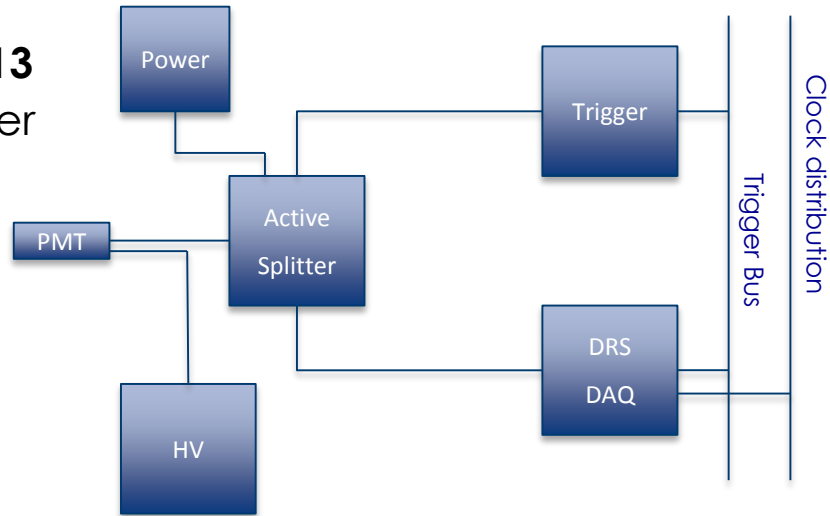 13
er
Power
Trigger
Active
Splitter
PMT
DRS
DAQ
HV
Trigger Bus
Clock distribution